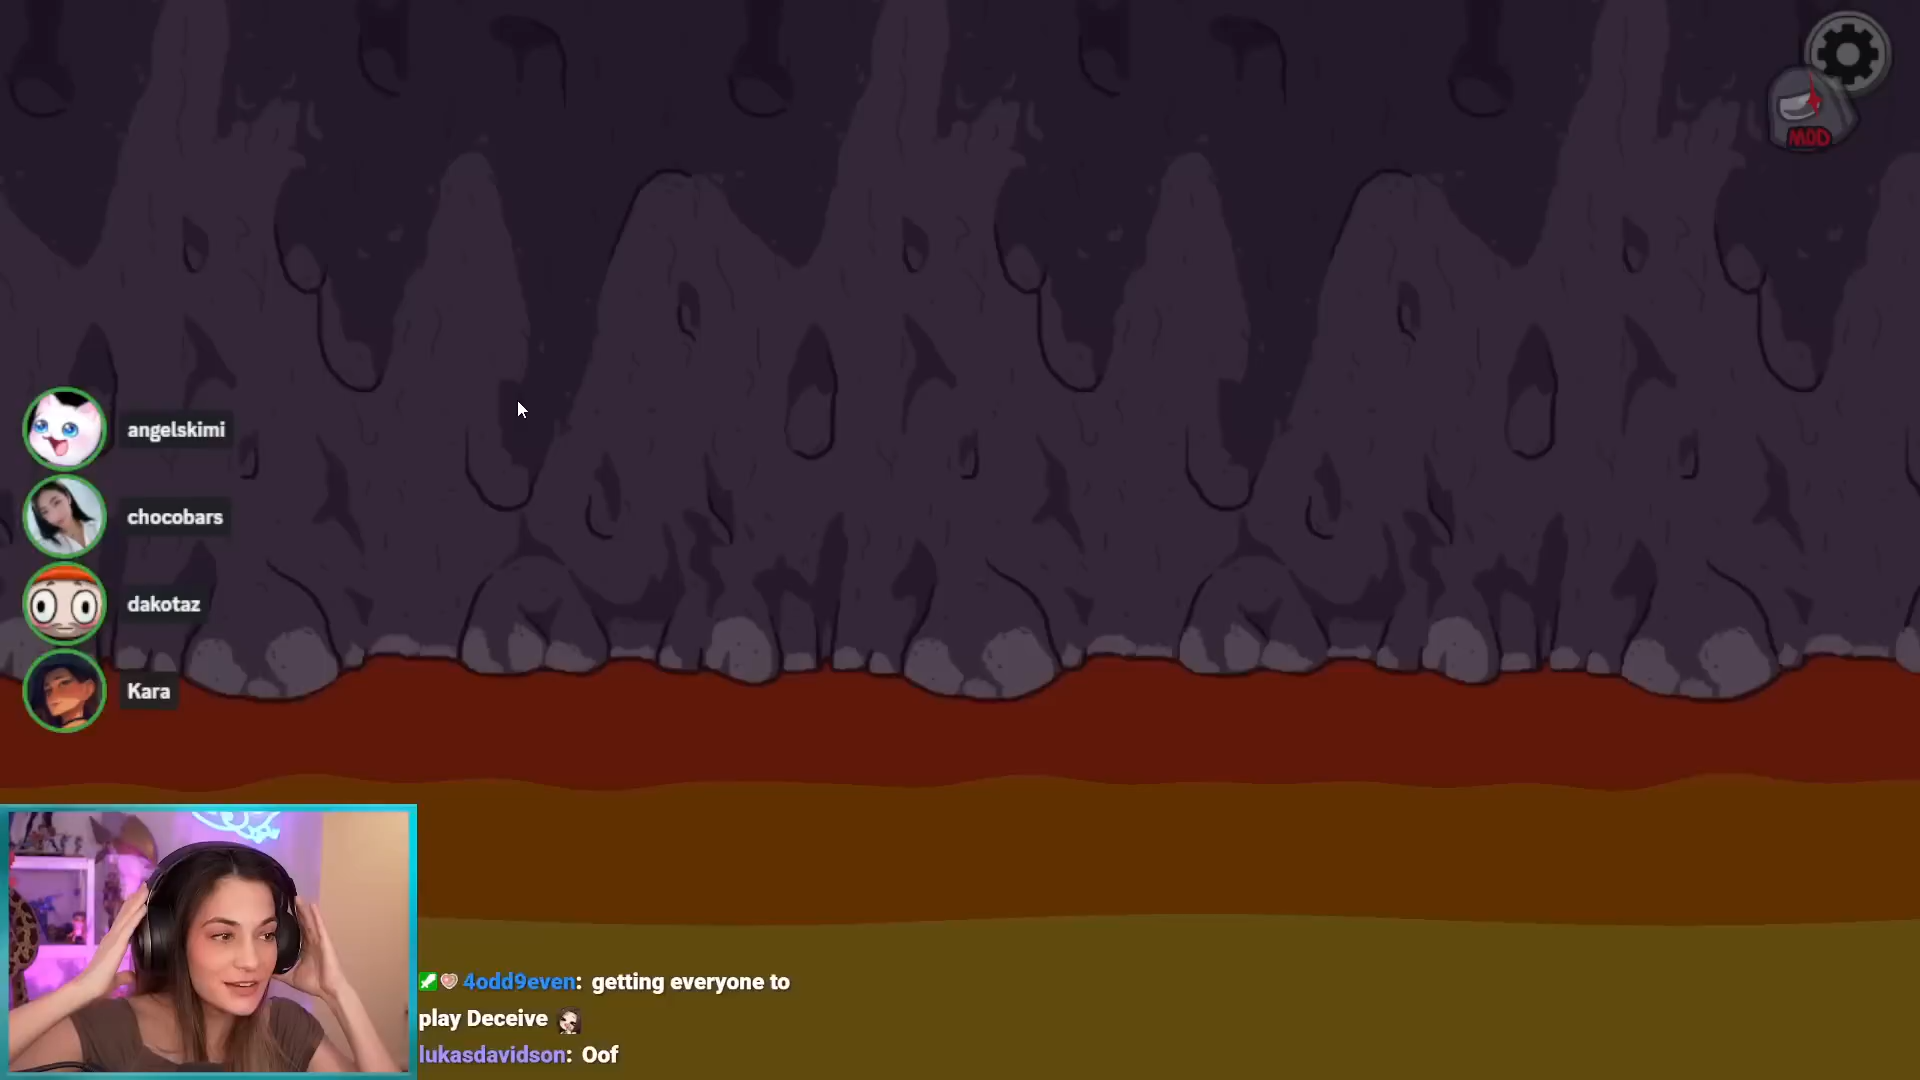 MOD
angelskimi
chocobars
dakotaz
Kara
4odd9even: getting everyone to
play Deceive
lukasdavidson: Oof